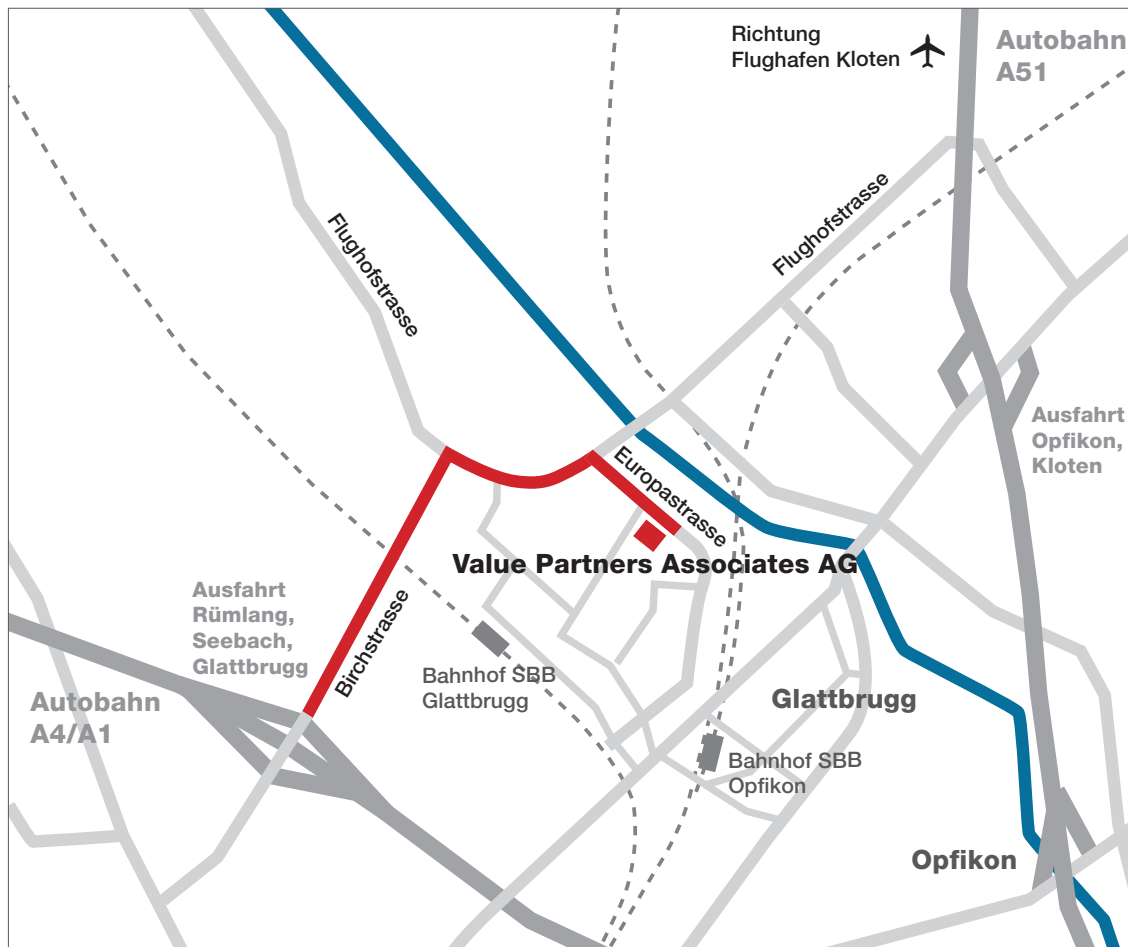 Richtung
Flughafen Kloten
Autobahn
A51
Flughofstrasse
Flughofstrasse
Ausfahrt
Opfikon,
Kloten
Europastrasse
Value Partners Associates AG
Ausfahrt
Rümlang,
Seebach,
Glattbrugg
Birchstrasse
Bahnhof SBB
Glattbrugg
Autobahn
A4/A1
Glattbrugg
Bahnhof SBB
Opfikon
Opfikon